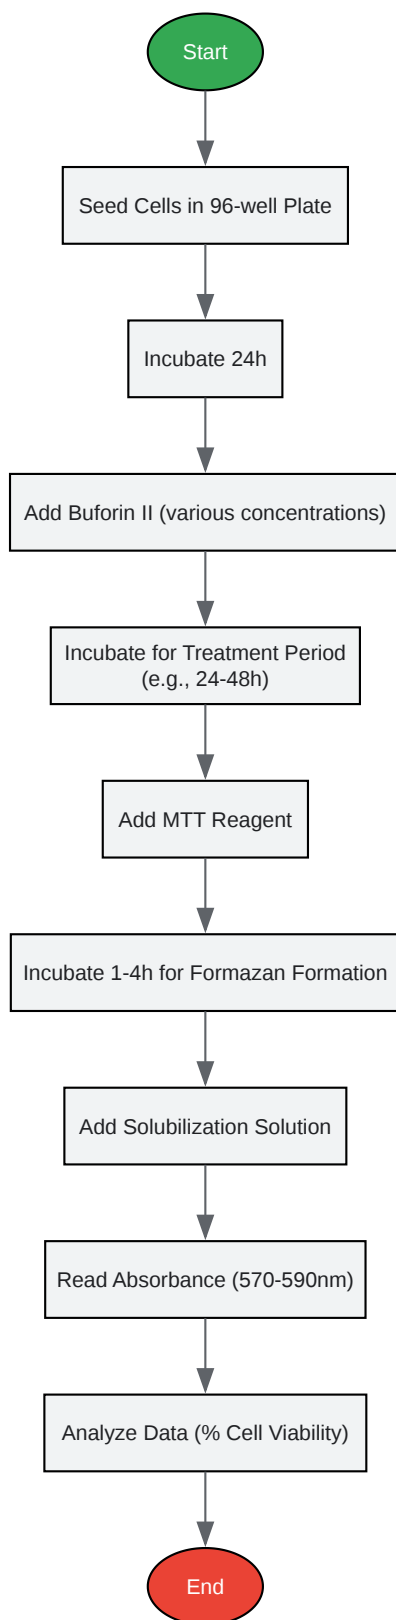 Start
Seed Cells in 96-well Plate
Incubate 24h
Add Buforin II (various concentrations)
Incubate for Treatment Period
(e.g., 24-48h)
Add MTT Reagent
Incubate 1-4h for Formazan Formation
Add Solubilization Solution
Read Absorbance (570-590nm)
Analyze Data (% Cell Viability)
End